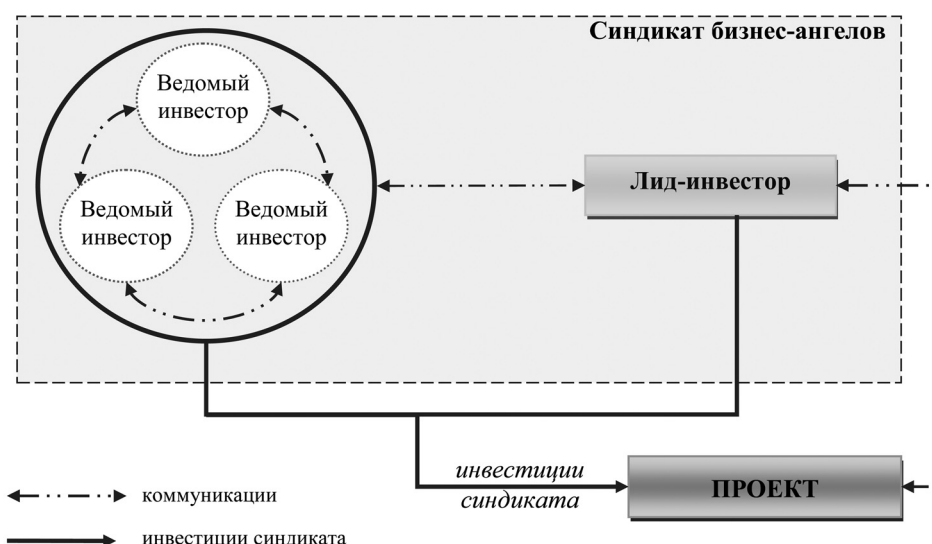 Синдикат бизнес-ангелов
Ведомый
инвестор
Ведомый
инвестор
Ведомый
инвестор
Лид-инвестор
инвестиции
синдиката
ПРОЕКТ
коммуникации
инвестиции синдиката